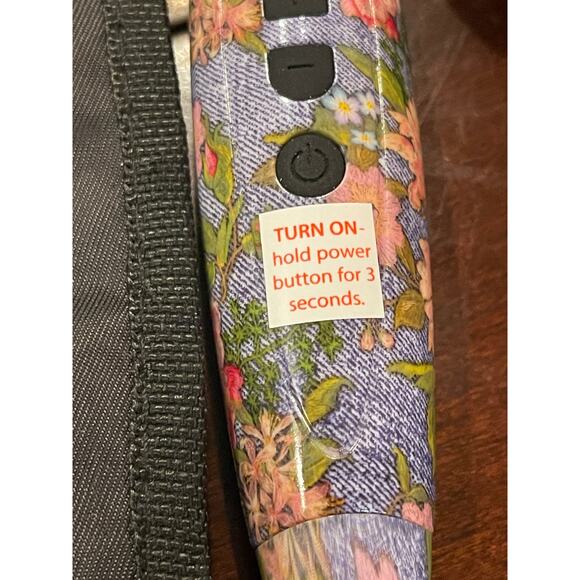 TURN ON-
hold power
button for 3
seconds.